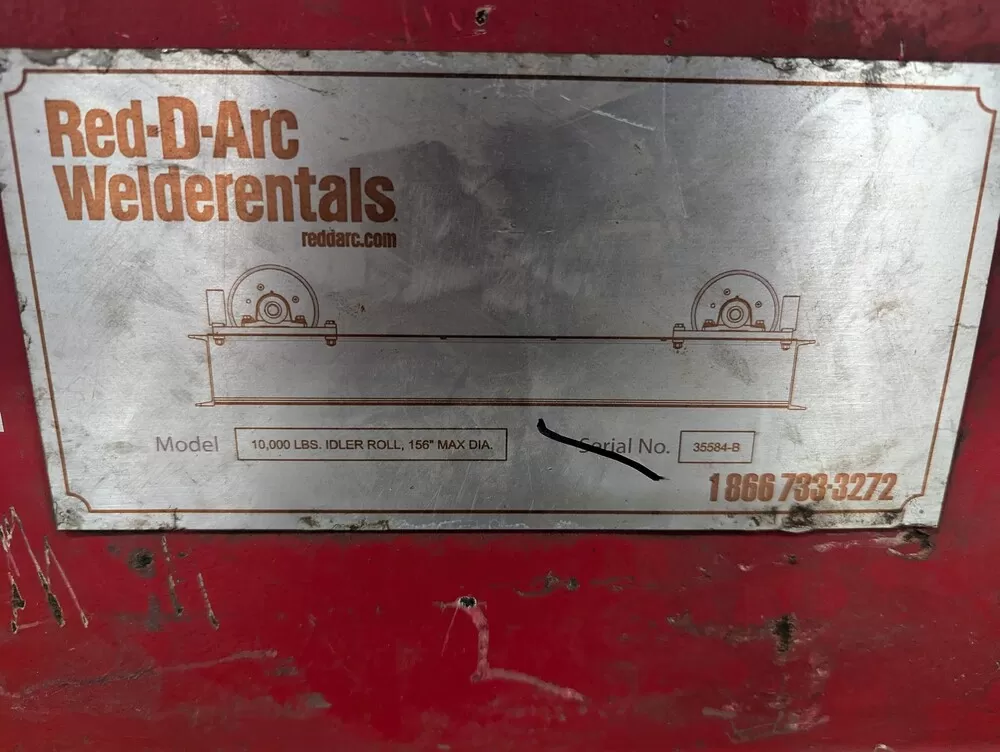 Red-D-Arc
Welderentals.
reddarc.com
Model 10,000 LBS. IDLER ROLL, 156" MAX DIA. Serial No. 35584-B
1 866 733-3272